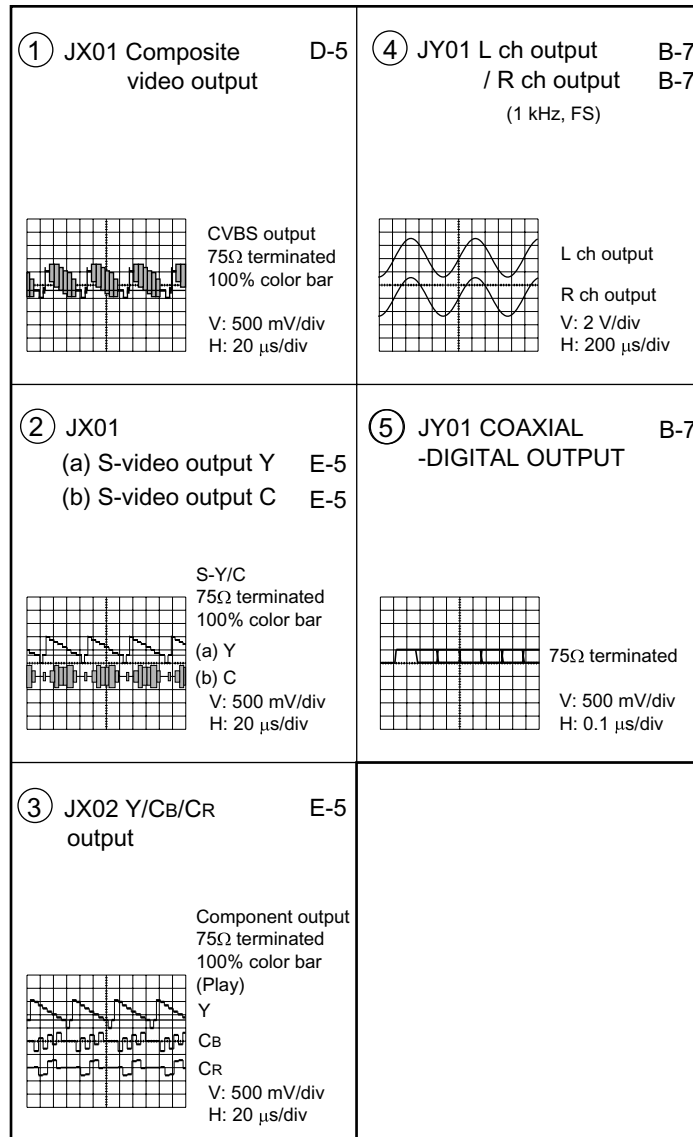 1 JX01 Composite D-5
video output
CVBS output
75Ω terminated
100% color bar
V: 500 mV/div
H: 20 μs/div
2 JX01
(a) S-video output Y E-5
(b) S-video output C E-5
S-Y/C
75Ω terminated
100% color bar
(a) Y
(b) C
V: 500 mV/div
H: 20 μs/div
3 JX02 Y/CB/CR E-5
output
Component output
75Ω terminated
100% color bar
(Play)
Y
CB
CR
V: 500 mV/div
H: 20 μs/div
4 JY01 L ch output B-7
/ R ch output B-7
(1 kHz, FS)
L ch output
R ch output
V: 2 V/div
H: 200 μs/div
5 JY01 COAXIAL B-7
-DIGITAL OUTPUT
75Ω terminated
V: 500 mV/div
H: 0.1 μs/div